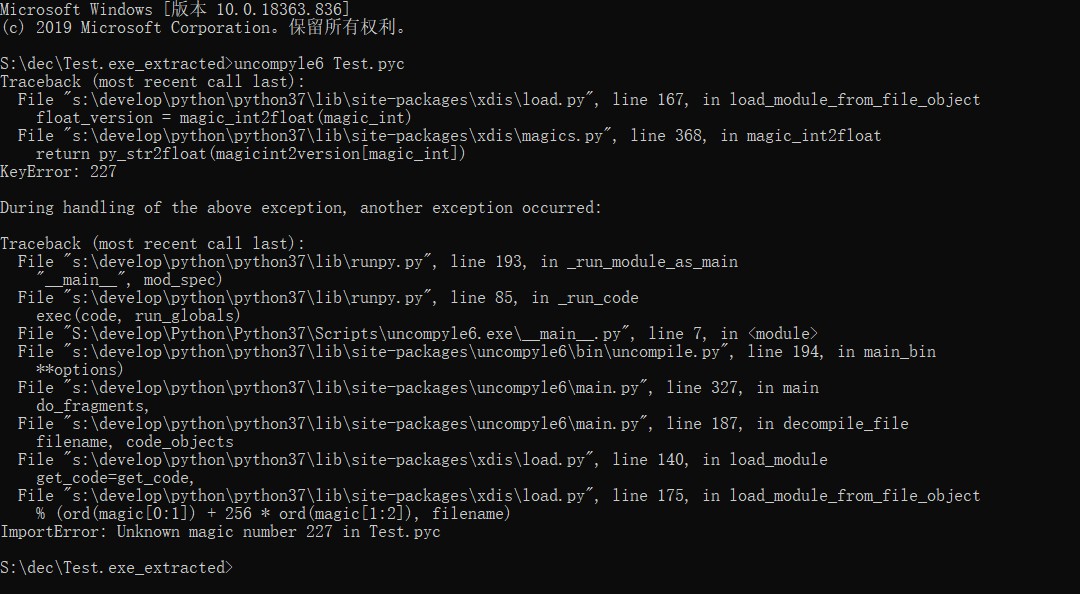 Microsoft Windows [版本 10.0.18363.836]
(c) 2019 Microsoft Corporation。保留所有权利。
S:\dec\Test.exe_extracted>uncompyle6 Test.pyc
Traceback (most recent call last):
  File "s:\develop\python\python37\lib\site-packages\xdis\load.py", line 167, in load_module_from_file_object
    float_version = magic_int2float(magic_int)
  File "s:\develop\python\python37\lib\site-packages\xdis\magics.py", line 368, in magic_int2float
    return py_str2float(magicint2version[magic_int])
KeyError: 227
During handling of the above exception, another exception occurred:
Traceback (most recent call last):
  File "s:\develop\python\python37\lib\runpy.py", line 193, in _run_module_as_main
    "__main__", mod_spec)
  File "s:\develop\python\python37\lib\runpy.py", line 85, in _run_code
    exec(code, run_globals)
  File "S:\Develop\Python\Python37\Scripts\uncompyle6.exe\__main__.py", line 7, in <module>
  File "s:\develop\python\python37\lib\site-packages\uncompyle6\bin\uncompile.py", line 194, in main_bin
    **options)
  File "s:\develop\python\python37\lib\site-packages\uncompyle6\main.py", line 327, in main
    do_fragments,
  File "s:\develop\python\python37\lib\site-packages\uncompyle6\main.py", line 187, in decompile_file
    filename, code_objects
  File "s:\develop\python\python37\lib\site-packages\xdis\load.py", line 140, in load_module
    get_code=get_code,
  File "s:\develop\python\python37\lib\site-packages\xdis\load.py", line 175, in load_module_from_file_object
    % (ord(magic[0:1]) + 256 * ord(magic[1:2]), filename)
ImportError: Unknown magic number 227 in Test.pyc
S:\dec\Test.exe_extracted>